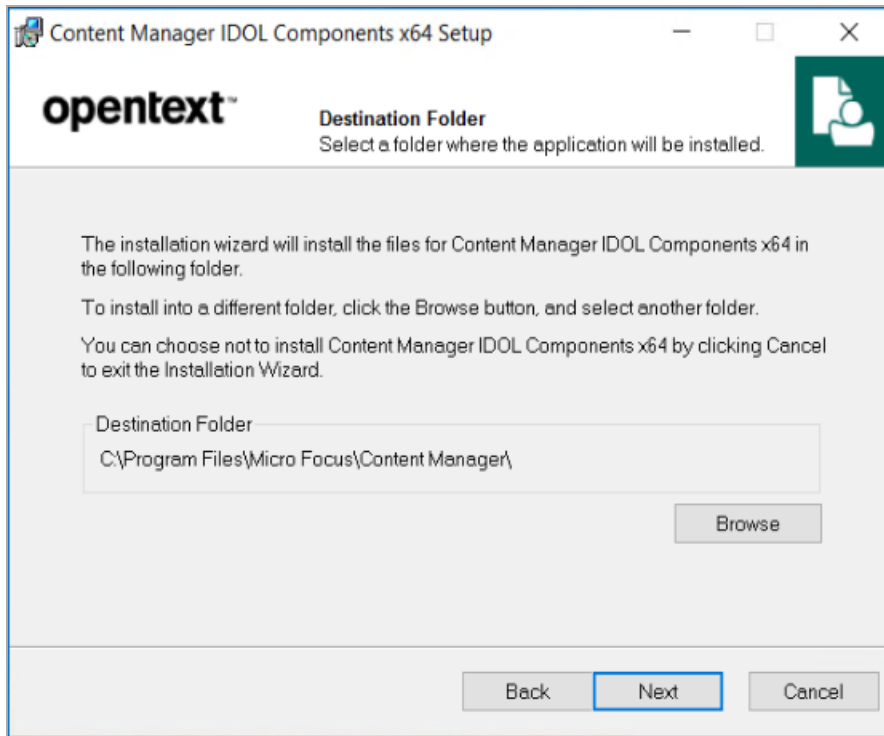 Content Manager IDOL Components x64 Setup
opentext™
Destination Folder
Select a folder where the application will be installed.
The installation wizard will install the files for Content Manager IDOL Components x64 in
the following folder.
To install into a different folder, click the Browse button, and select another folder.
You can choose not to install Content Manager IDOL Components x64 by clicking Cancel
to exit the Installation Wizard.
Destination Folder
C:\Program Files\Micro Focus\Content Manager\
Browse
Back Next Cancel